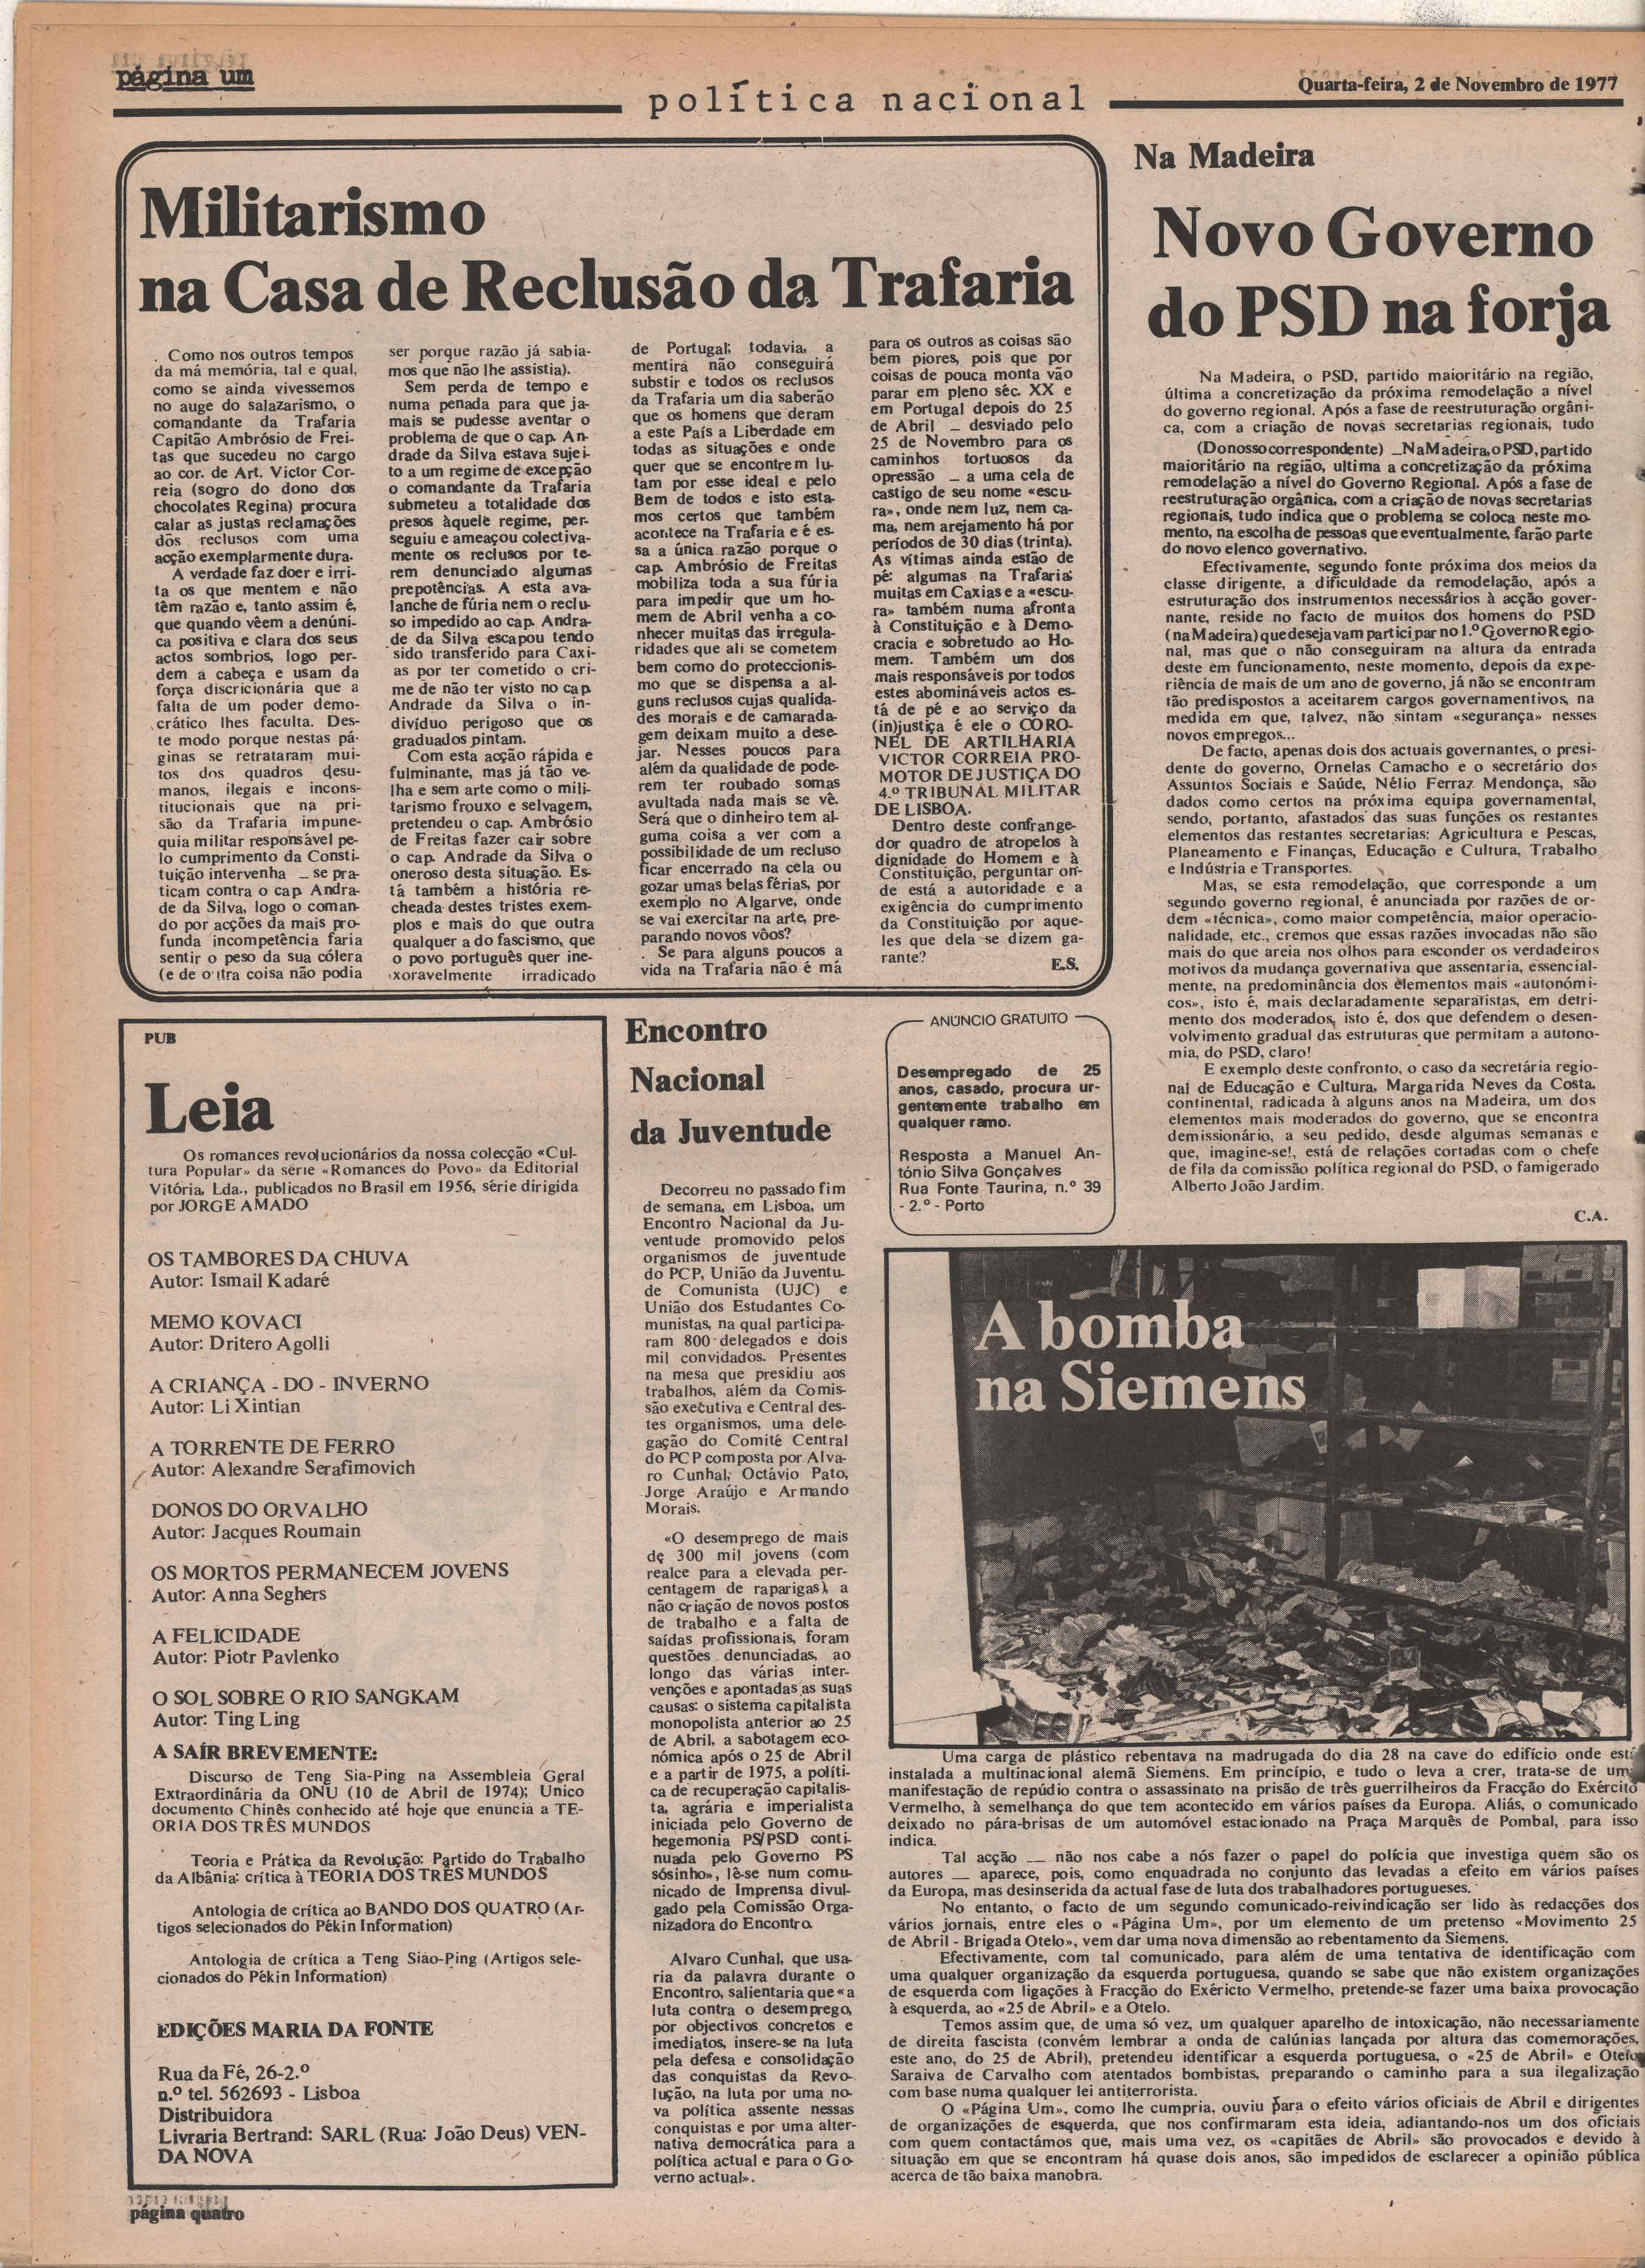 página um
política nacional
Quarta-feira, 2 de Novembro de 1977
Militarismo
na Casa de Reclusão da Trafaria
. Como nos outros tempos
da má memória, tal e qual,
como se ainda vivessemos
no auge do salazarismo, o
comandante da Trafaria
Capitão Ambrósio de Frei-
tas que sucedeu no cargo
ao cor. de Art. Victor Cor-
reia (sogro do dono dos
chocolates Regina) procura
calar as justas reclamações
dos reclusos com uma
acção exemplarmente dura.
A verdade faz doer e irri-
ta os que mentem e não
têm razão e, tanto assim é,
que quando vêem a denún-
ca positiva e clara dos seus
actos sombrios, logo per-
dem a cabeça e usam da
força discricionária que a
falta de um poder demo-
crático lhes faculta. Des-
te modo porque nestas pá-
ginas se retrataram mui-
tos dos quadros desu-
manos, ilegais e incons-
titucionais que na pri-
são da Trafaria impune-
quia militar responsável pe-
lo cumprimento da Consti-
tuição intervenha _ se pra-
ticam contra o cap. Andra-
de da Silva, logo o coman-
do por acções da mais pro-
funda incompetência faria
sentir o peso da sua cólera
(e de outra coisa não podia
ser porque razão já sabia-
mos que não lhe assistia).
Sem perda de tempo e
numa penada para que ja-
mais se pudesse aventar o
problema de que o cap. An-
drade da Silva estava sujei-
to a um regime de excepção
o comandante da Trafaria
submeteu a totalidade dos
presos àquele regime, per-
seguiu e ameaçou colectiva-
mente os reclusos por te-
rem denunciado algumas
prepotências. A esta ava-
lanche de fúria nem o reclu-
so impedido ao cap. Andra-
de da Silva escapou tendo
sido transferido para Caxi-
as por ter cometido o cri-
me de não ter visto no cap.
Andrade da Silva o in-
divíduo perigoso que os
graduados pintam.
Com esta acção rápida e
fulminante, mas já tão ve-
lha e sem arte como o mili-
tarismo frouxo e selvagem,
pretendeu o cap. Ambrósio
de Freitas fazer cair sobre
o cap. Andrade da Silva o
oneroso desta situação. Es-
tá também a história re-
cheada destes tristes exem-
plos e mais do que outra
qualquer a do fascismo, que
o povo português quer ine-
xoravelmente irradicado
de Portugal; todavia, a
mentira não conseguirá
substir e todos os reclusos
da Trafaria um dia saberão
que os homens que deram
a este País a Liberdade em
todas as situações e onde
quer que se encontrem lu-
tam por esse ideal e pelo
Bem de todos e isto esta-
mos certos que também
acontece na Trafaria e é es-
sa a única razão porque o
cap. Ambrósio de Freitas
mobiliza toda a sua fúria
para impedir que um ho-
mem de Abril venha a co-
nhecer muitas das irregula-
ridades que ali se cometem
bem como do proteccionis-
mo que se dispensa a al-
guns reclusos cujas qualida-
des morais e de camarada-
gem deixam muito a dese-
jar. Nesses poucos para
além da qualidade de pode-
rem ter roubado somas
avultada nada mais se vê.
Será que o dinheiro tem al-
guma coisa a ver com a
possibilidade de um recluso
ficar encerrado na cela ou
gozar umas belas férias, por
exemplo no Algarve, onde
se vai exercitar na arte, pre-
parando novos vôos?
. Se para alguns poucos a
vida na Trafaria não é má
para os outros as coisas são
bem piores, pois que por
coisas de pouca monta vão
parar em pleno séc. XX e
em Portugal depois do 25
de Abril _ desviado pelo
25 de Novembro para os
caminhos tortuosos da
opressão _ a uma cela de
castigo de seu nome «escu-
ra», onde nem luz, nem ca-
ma, nem arejamento há por
períodos de 30 dias (trinta).
As vítimas ainda estão de
pé: algumas na Trafaria;
muitas em Caxias e a «escu-
ra» também numa afronta
à Constituição e à Demo-
cracia e sobretudo ao Ho-
mem. Também um dos
mais responsáveis por todos
estes abomináveis actos es-
tá de pé e ao serviço da
(in)justiça é ele o CORO-
NEL DE ARTILHARIA
VICTOR CORREIA PRO-
MOTOR DE JUSTIÇA DO
4.º TRIBUNAL MILITAR
DE LISBOA.
Dentro deste confrange-
dor quadro de atropelos à
dignidade do Homem e à
Constituição, perguntar on-
de está a autoridade e a
exigência do cumprimento
da Constituição por aque-
les que dela se dizem ga-
rante?
E.S.
Na Madeira
Novo Governo
do PSD na forja
Na Madeira, o PSD, partido maioritário na região,
última a concretização da próxima remodelação a nível
do governo regional. Após a fase de reestruturação orgâni-
ca, com a criação de novas secretarias regionais, tudo
(Do nosso correspondente) _ Na Madeira, o PSD, partido
maioritário na região, ultima a concretização da próxima
remodelação a nível do Governo Regional. Após a fase de
reestruturação orgânica, com a criação de novas secretarias
regionais, tudo indica que o problema se coloca neste mo-
mento, na escolha de pessoas que eventualmente, farão parte
do novo elenco governativo.
Efectivamente, segundo fonte próxima dos meios da
classe dirigente, a dificuldade da remodelação, após a
estruturação dos instrumentos necessários à acção gover-
nante, reside no facto de muitos dos homens do PSD
(na Madeira) que desejavam participar no 1.º Governo Regio-
nal, mas que o não conseguiram na altura da entrada
deste em funcionamento, neste momento, depois da expe-
riência de mais de um ano de governo, já não se encontram
tão predispostos a aceitarem cargos governamentivos, na
medida em que, talvez, não sintam «segurança» nesses
novos empregos...
De facto, apenas dois dos actuais governantes, o presi-
dente do governo, Ornelas Camacho e o secretário dos
Assuntos Sociais e Saúde, Nélio Ferraz Mendonça, são
dados como certos na próxima equipa governamental,
sendo, portanto, afastados das suas funções os restantes
elementos das restantes secretarias: Agricultura e Pescas,
Planeamento e Finanças, Educação e Cultura, Trabalho
e Indústria e Transportes.
Mas, se esta remodelação, que corresponde a um
segundo governo regional, é anunciada por razões de or-
dem «técnica», como maior competência, maior operacio-
nalidade, etc., cremos que essas razões invocadas não são
mais do que areia nos olhos para esconder os verdadeiros
motivos da mudança governativa que assentaria, essencial-
mente, na predominância dos elementos mais «autonómi-
cos», isto é, mais declaradamente separatistas, em detri-
mento dos moderados, isto é, dos que defendem o desen-
volvimento gradual das estruturas que permitam a autono-
mia, do PSD, claro!
E exemplo deste confronto, o caso da secretária regio-
nal de Educação e Cultura, Margarida Neves da Costa,
continental, radicada à alguns anos na Madeira, um dos
elementos mais moderados do governo, que se encontra
demissionário, a seu pedido, desde algumas semanas e
que, imagine-se!, está de relações cortadas com o chefe
de fila da comissão política regional do PSD, o famigerado
Alberto João Jardim.
C.A.
PUB
Leia
Os romances revolucionários da nossa colecção «Cul-
tura Popular» da série «Romances do Povo» da Editorial
Vitória, Lda., publicados no Brasil em 1956, série dirigida
por JORGE AMADO
OS TAMBORES DA CHUVA
Autor: Ismail Kadaré
MEMO KOVACI
Autor: Dritero Agolli
A CRIANÇA - DO - INVERNO
Autor: Li Xintian
A TORRENTE DE FERRO
Autor: Alexandre Serafimovich
DONOS DO ORVALHO
Autor: Jacques Roumain
OS MORTOS PERMANECEM JOVENS
Autor: Anna Seghers
A FELICIDADE
Autor: Piotr Pavlenko
O SOL SOBRE O RIO SANGKAM
Autor: Ting Ling
A SAÍR BREVEMENTE:
Discurso de Teng Sia-Ping na Assembleia Geral
Extraordinária da ONU (10 de Abril de 1974); Unico
documento Chinês conhecido até hoje que enuncia a TE-
ORIA DOS TRÊS MUNDOS
Teoria e Prática da Revolução: Partido do Trabalho
da Albânia: crítica à TEORIA DOS TRES MUNDOS
Antologia de crítica ao BANDO DOS QUATRO (Ar-
tigos selecionados do Pékin Information)
Antologia de crítica a Teng Siao-Ping (Artigos sele-
cionados do Pékin Information)
EDIÇÕES MARIA DA FONTE
Rua da Fé, 26-2.º
n.º tel. 562693 - Lisboa
Distribuidora
Livraria Bertrand: SARL (Rua: João Deus) VEN-
DA NOVA
Encontro
Nacional
da Juventude
Decorreu no passado fim
de semana, em Lisboa, um
Encontro Nacional da Ju-
ventude promovido pelos
organismos de juventude
do PCP, União da Juventu-
de Comunista (UJC) e
União dos Estudantes Co-
munistas, na qual participa-
ram 800 delegados e dois
mil convidados. Presentes
na mesa que presidiu aos
trabalhos, além da Comis-
são executiva e Central des-
tes organismos, uma dele-
gação do Comité Central
do PCP composta por Alva-
ro Cunhal, Octávio Pato,
Jorge Araújo e Armando
Morais.
«O desemprego de mais
de 300 mil jovens (com
realce para a elevada per-
centagem de raparigas), a
não criação de novos postos
de trabalho e a falta de
saídas profissionais, foram
questões denunciadas, ao
longo das várias inter-
venções e apontadas as suas
causas: o sistema capitalista
monopolista anterior ao 25
de Abril, a sabotagem eco-
nómica após o 25 de Abril
e a partir de 1975, a políti-
ca de recuperação capitalis-
ta, agrária e imperialista
iniciada pelo Governo de
hegemonia PS/PSD conti-
nuada pelo Governo PS
sósinho», lê-se num comu-
nicado de Imprensa divul-
gado pela Comissão Orga-
nizadora do Encontro.
Alvaro Cunhal, que usa-
ria da palavra durante o
Encontro, salientaria que «a
luta contra o desemprego,
por objectivos concretos e
imediatos, insere-se na luta
pela defesa e consolidação
das conquistas da Revo-
lução, na luta por uma no-
va política assente nessas
conquistas e por uma alter-
nativa democrática para a
política actual e para o Go-
verno actual».
ANÚNCIO GRATUITO
Desempregado de 25
anos, casado, procura ur-
gentemente trabalho em
qualquer ramo.
Resposta a Manuel An-
tónio Silva Gonçalves
Rua Fonte Taurina, n.º 39
- 2.º - Porto
A bomba
na Siemens
Uma carga de plástico rebentava na madrugada do dia 28 na cave do edifício onde está
instalada a multinacional alemã Siemens. Em princípio, e tudo o leva a crer, trata-se de uma
manifestação de repúdio contra o assassinato na prisão de três guerrilheiros da Fracção do Exército
Vermelho, à semelhança do que tem acontecido em vários países da Europa. Aliás, o comunicado
deixado no pára-brisas de um automóvel estacionado na Praça Marquês de Pombal, para isso
indica.
Tal acção __ não nos cabe a nós fazer o papel do polícia que investiga quem são os
autores __ aparece, pois, como enquadrada no conjunto das levadas a efeito em vários países
da Europa, mas desinserida da actual fase de luta dos trabalhadores portugueses.
No entanto, o facto de um segundo comunicado-reivindicação ser lido às redacções dos
vários jornais, entre eles o «Página Um», por um elemento de um pretenso «Movimento 25
de Abril - Brigada Otelo», vem dar uma nova dimensão ao rebentamento da Siemens.
Efectivamente, com tal comunicado, para além de uma tentativa de identificação com
uma qualquer organização da esquerda portuguesa, quando se sabe que não existem organizações
de esquerda com ligações à Fracção do Exéricto Vermelho, pretende-se fazer uma baixa provocação
à esquerda, ao «25 de Abril» e a Otelo.
Temos assim que, de uma só vez, um qualquer aparelho de intoxicação, não necessariamente
de direita fascista (convém lembrar a onda de calúnias lançada por altura das comemorações,
este ano, do 25 de Abril), pretendeu identificar a esquerda portuguesa, o «25 de Abril» e Otelo
Saraiva de Carvalho com atentados bombistas, preparando o caminho para a sua ilegalização
com base numa qualquer lei antiterrorista.
O «Página Um», como lhe cumpria, ouviu para o efeito vários oficiais de Abril e dirigentes
de organizações de esquerda, que nos confirmaram esta ideia, adiantando-nos um dos oficiais
com quem contactámos que, mais uma vez, os «capitães de Abril» são provocados e devido à
situação em que se encontram há quase dois anos, são impedidos de esclarecer a opinião pública
acerca de tão baixa manobra.
página quatro